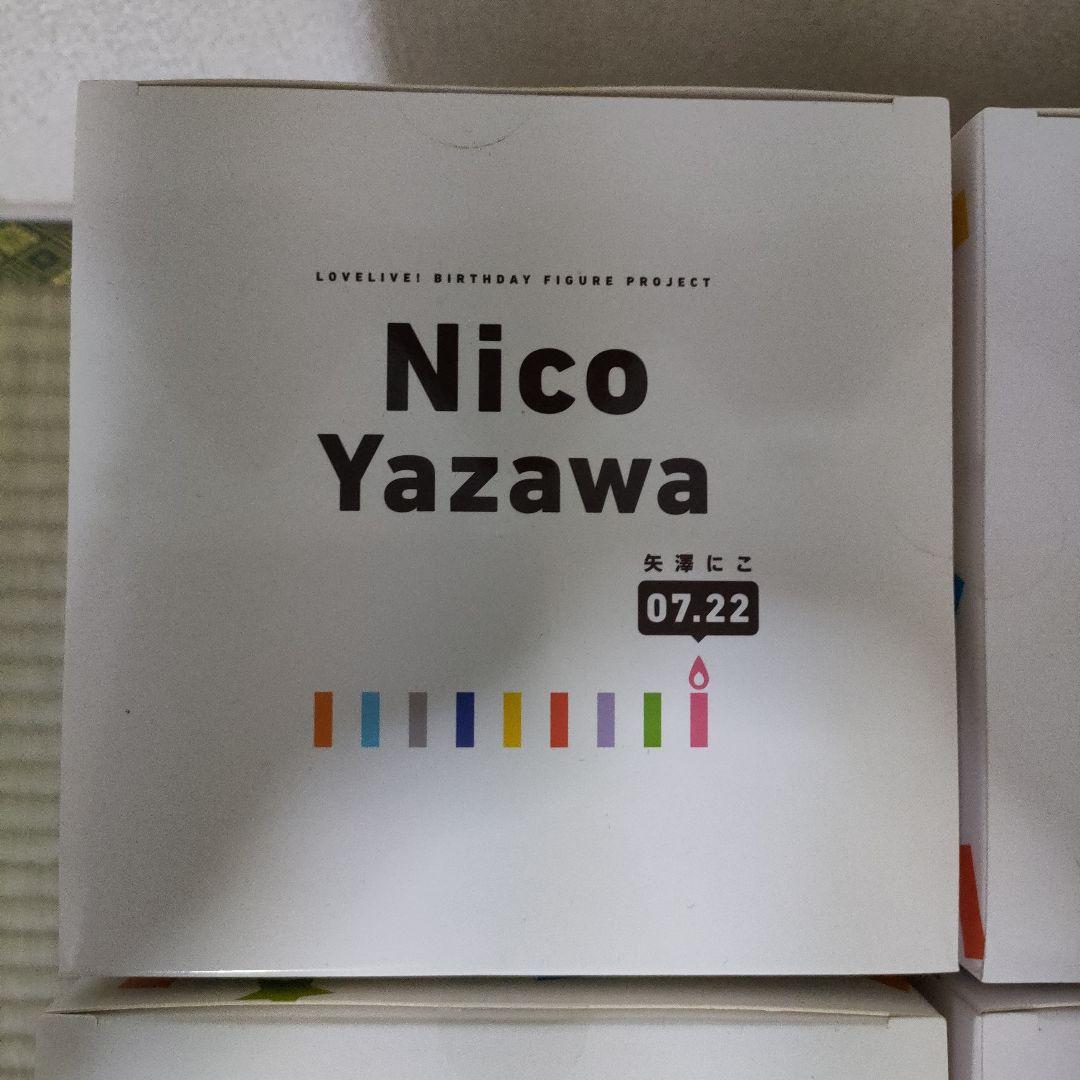 LOVELIVE! BIRTHDAY FIGURE PROJECT
Nico
Yazawa
矢澤にこ
07.22